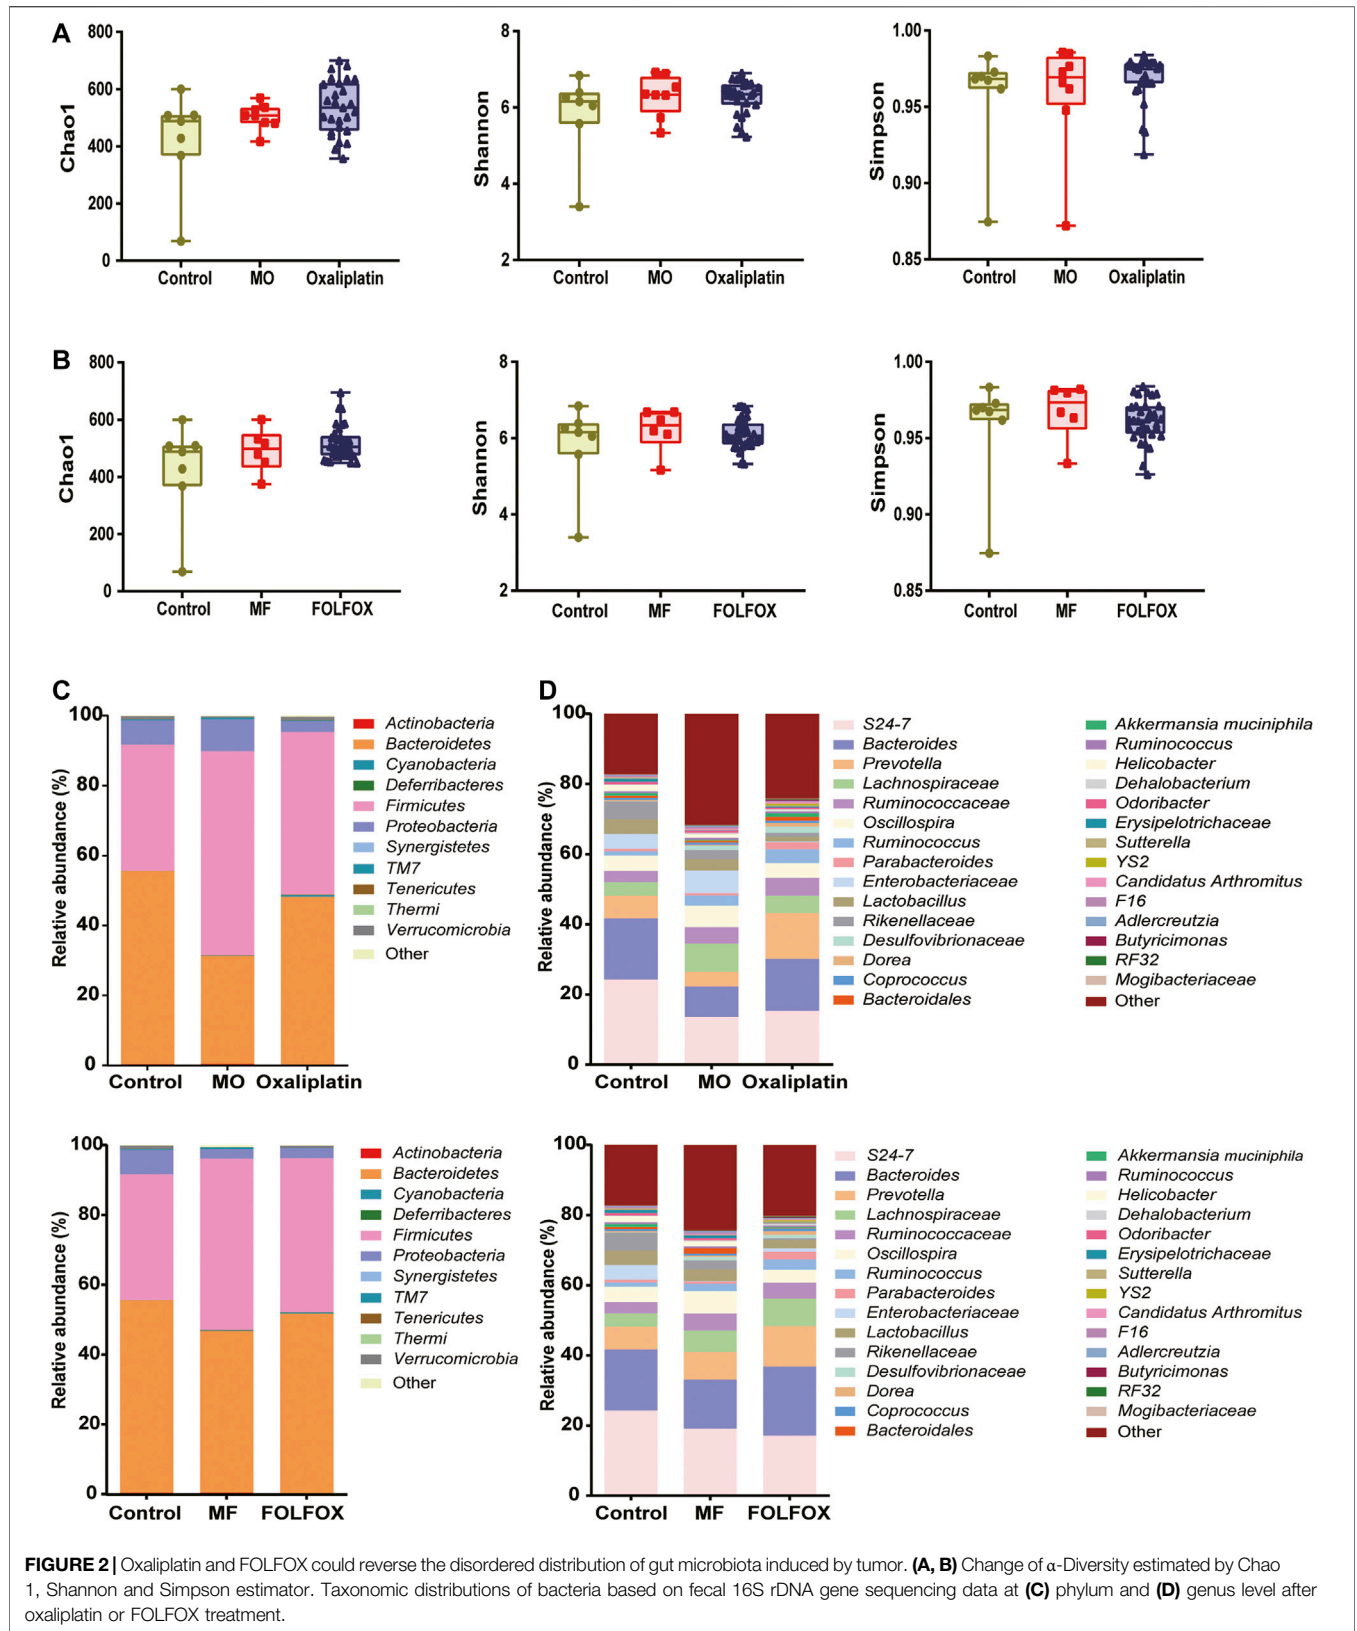 A
800
600
400
200
0
Chao1
Control MO Oxaliplatin
8
6
4
2
Shannon
Control MO Oxaliplatin
1.00
0.95
0.90
0.85
Simpson
Control MO Oxaliplatin
B
800
600
400
200
0
Chao1
Control MF FOLFOX
8
6
4
2
Shannon
Control MF FOLFOX
1.00
0.95
0.90
0.85
Simpson
Control MF FOLFOX
C
100
80
60
40
20
0
Relative abundance (%)
Control MO Oxaliplatin
Actinobacteria
Bacteroidetes
Cyanobacteria
Deferribacteres
Firmicutes
Proteobacteria
Synergistetes
TM7
Tenericutes
Thermi
Verrucomicrobia
Other
D
100
80
60
40
20
0
Relative abundance (%)
Control MO Oxaliplatin
S24-7
Bacteroides
Prevotella
Lachnospiraceae
Ruminococcaceae
Oscillospira
Ruminococcus
Parabacteroides
Enterobacteriaceae
Lactobacillus
Rikenellaceae
Desulfovibrionaceae
Dorea
Coprococcus
Bacteroidales
Akkermansia muciniphila
Ruminococcus
Helicobacter
Dehalobacterium
Odoribacter
Erysipelotrichaceae
Sutterella
YS2
Candidatus Arthromitus
F16
Adlercreutzia
Butyricimonas
RF32
Mogibacteriaceae
Other
100
80
60
40
20
0
Relative abundance (%)
Control MF FOLFOX
Actinobacteria
Bacteroidetes
Cyanobacteria
Deferribacteres
Firmicutes
Proteobacteria
Synergistetes
TM7
Tenericutes
Thermi
Verrucomicrobia
Other
100
80
60
40
20
0
Relative abundance (%)
Control MF FOLFOX
S24-7
Bacteroides
Prevotella
Lachnospiraceae
Ruminococcaceae
Oscillospira
Ruminococcus
Parabacteroides
Enterobacteriaceae
Lactobacillus
Rikenellaceae
Desulfovibrionaceae
Dorea
Coprococcus
Bacteroidales
Akkermansia muciniphila
Ruminococcus
Helicobacter
Dehalobacterium
Odoribacter
Erysipelotrichaceae
Sutterella
YS2
Candidatus Arthromitus
F16
Adlercreutzia
Butyricimonas
RF32
Mogibacteriaceae
Other
FIGURE 2 | Oxaliplatin and FOLFOX could reverse the disordered distribution of gut microbiota induced by tumor. (A, B) Change of α-Diversity estimated by Chao
1, Shannon and Simpson estimator. Taxonomic distributions of bacteria based on fecal 16S rDNA gene sequencing data at (C) phylum and (D) genus level after
oxaliplatin or FOLFOX treatment.